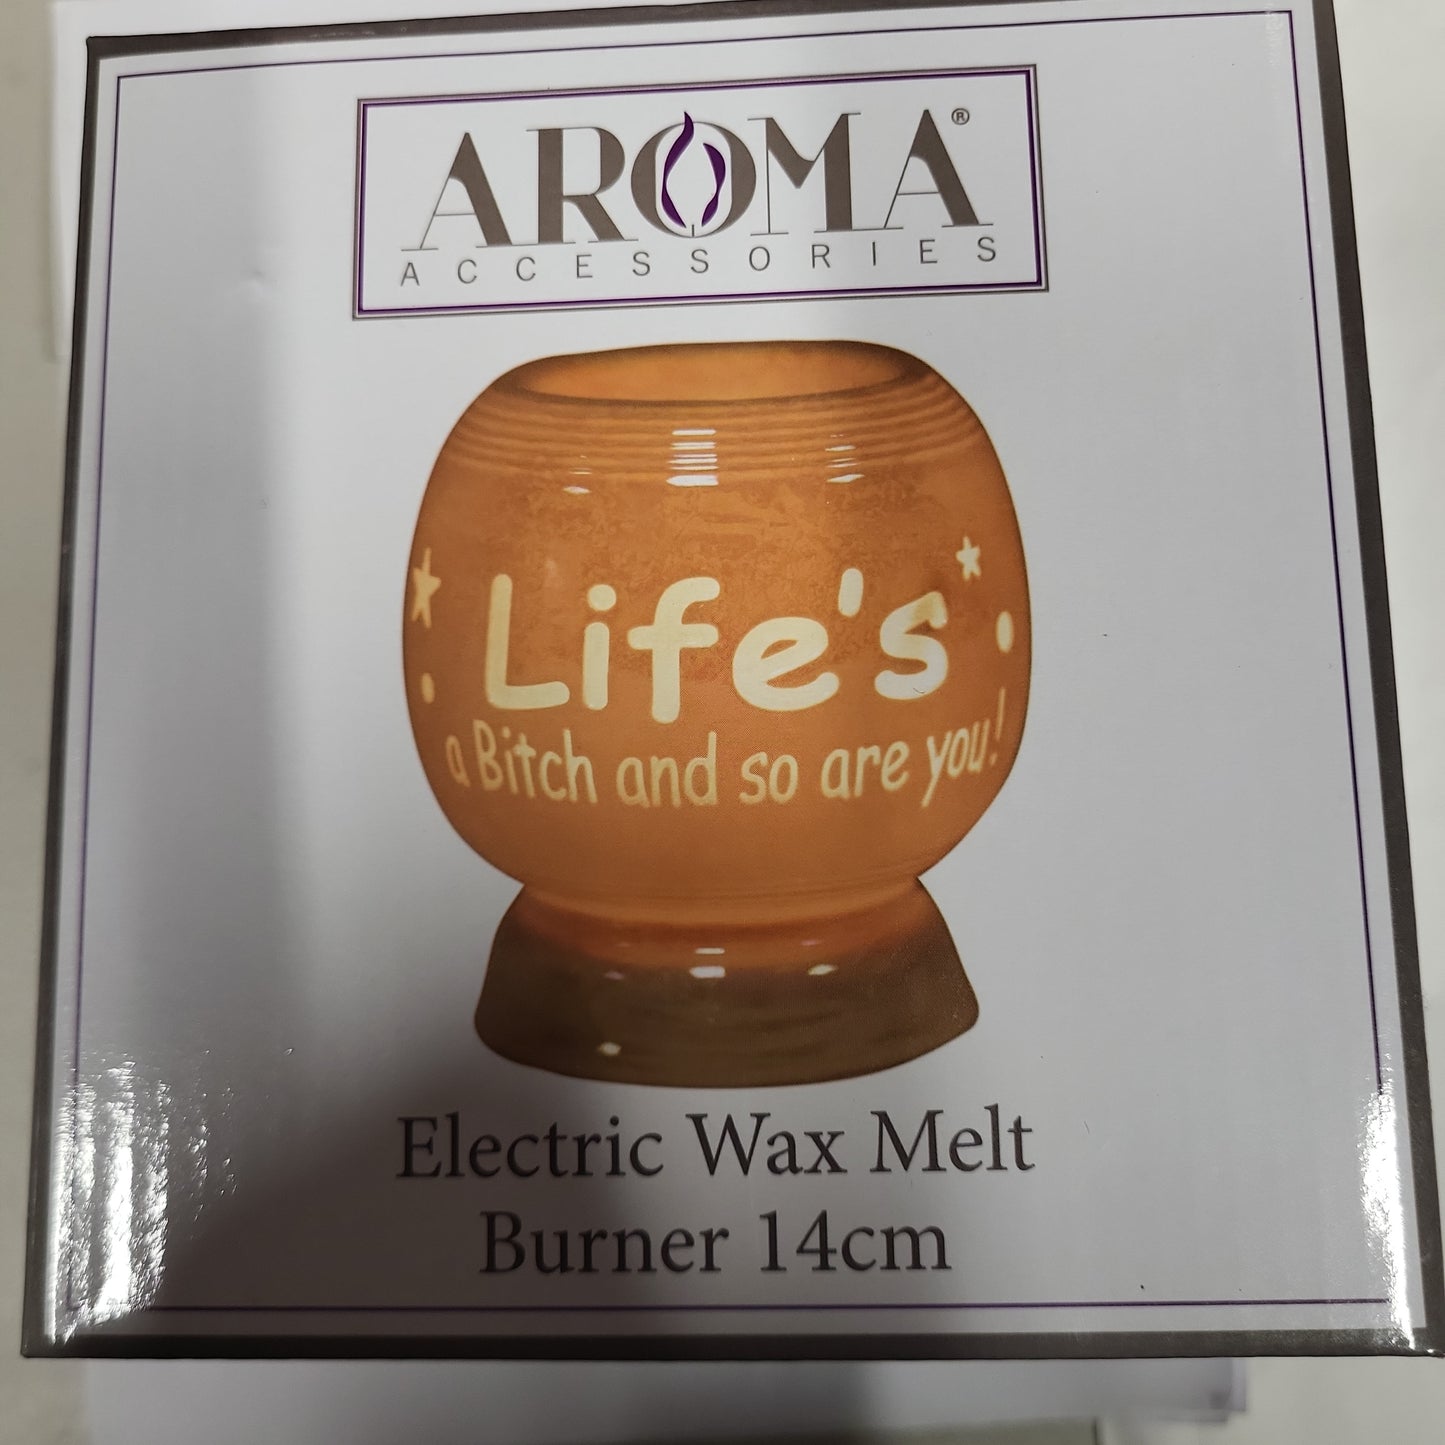 AROMA®
ACCESSORIES
Life's
a Bitch and so are you!
Electric Wax Melt
Burner 14cm